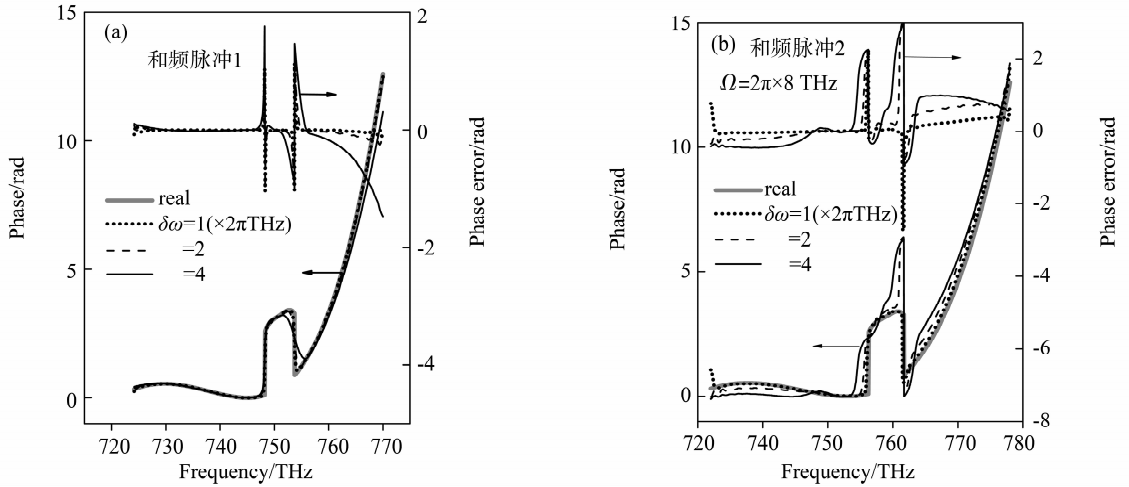 (a)
和频脉冲1
15
10
5
0
Phase/rad
2
0
-2
-4
Phase error/rad
real
δω=1(×2πTHz)
=2
=4
720 730 740 750 760 770
Frequency/THz
(b)
和频脉冲2
Ω=2π×8 THz
15
10
5
0
Phase/rad
2
0
-2
-4
-6
-8
Phase error/rad
real
δω=1(×2πTHz)
=2
=4
722 740 750 760 770 780
Frequency/THz